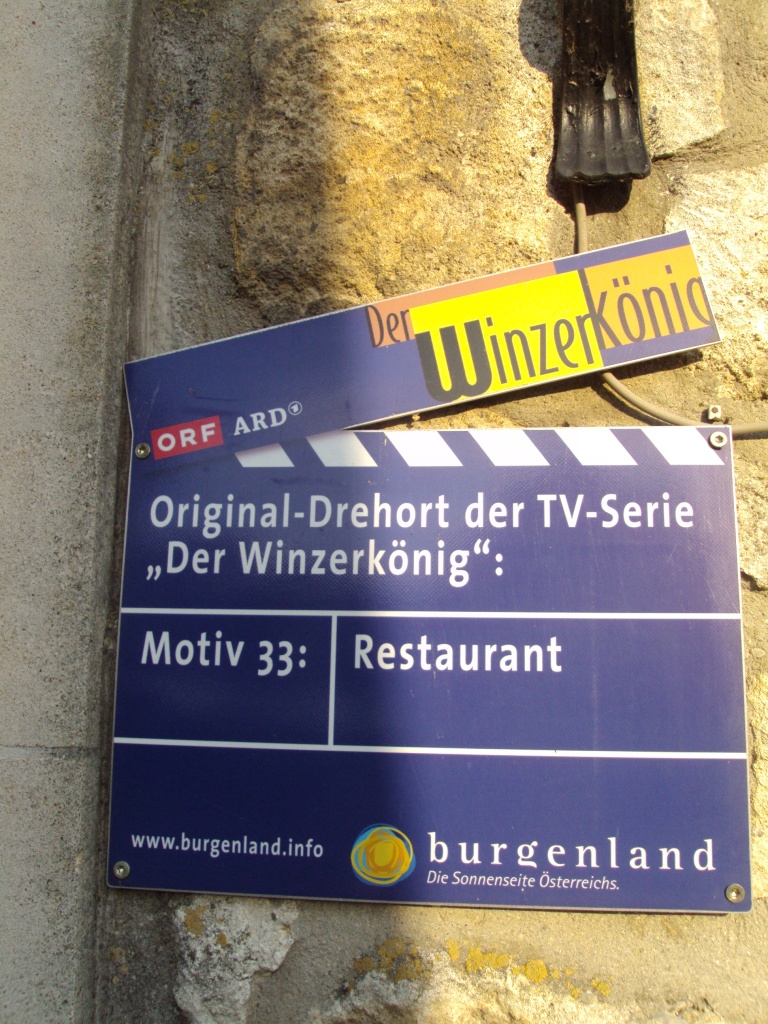 Der Winzerkönig
ORF ARD
Original-Drehort der TV-Serie
„Der Winzerkönig“:
Motiv 33: Restaurant
www.burgenland.info
burgenland
Die Sonnenseite Österreichs.